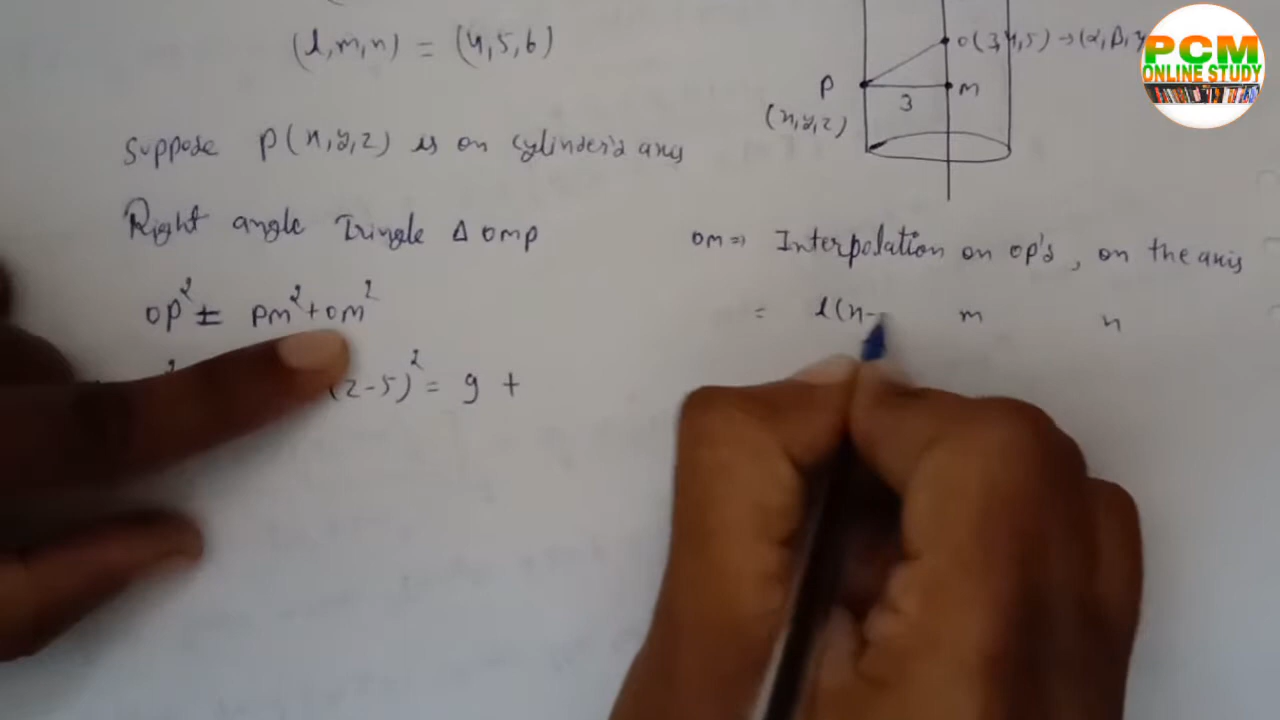 (l,m,n) = (4,5,6)
O(3,4,5) → (α,β,γ
P
M
3
(x,y,z)
Suppose P(x,y,z) is on cylinder's axis
Right angle Tringle Δ OMP
OM ⇒ Interpolation on OP's, on the axis
OP² ± PM² + OM²
= l(x- m n
(z-5)² = 9 +
PCM
ONLINE STUDY